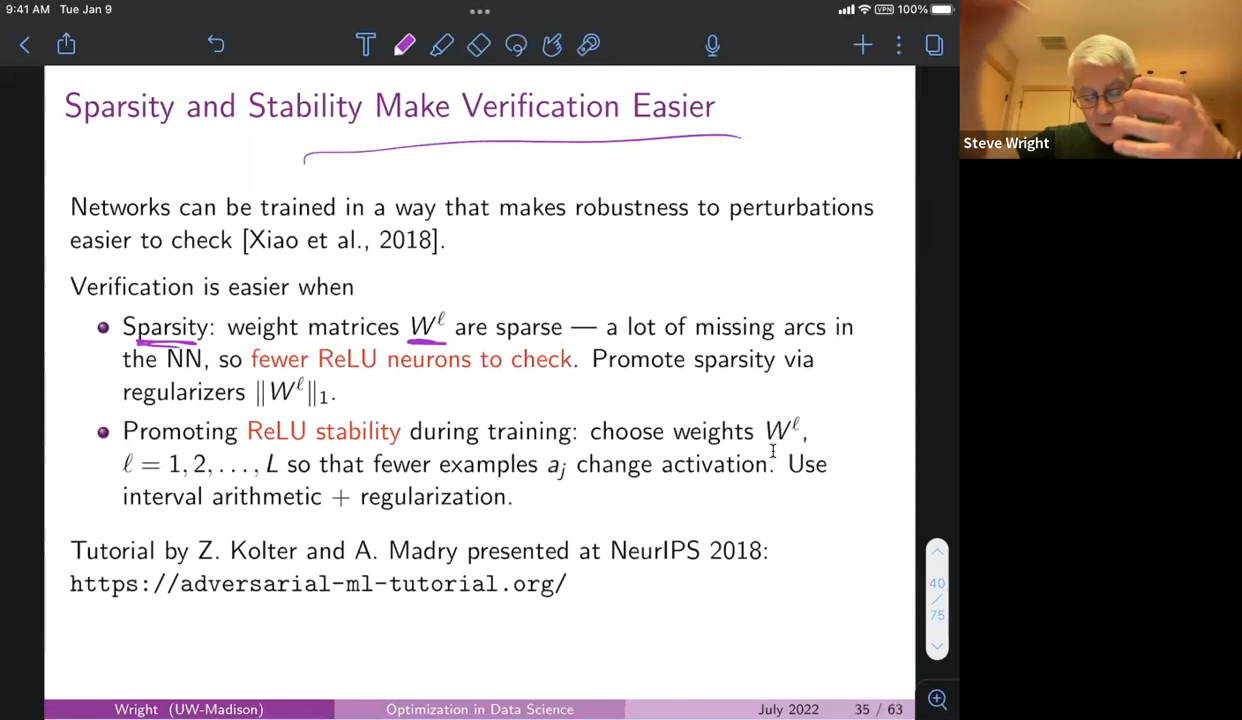 9:41 AM Tue Jan 9
VPN 100%
T
Sparsity and Stability Make Verification Easier
Steve Wright
Networks can be trained in a way that makes robustness to perturbations
easier to check [Xiao et al., 2018].
Verification is easier when
Sparsity: weight matrices W^ℓ are sparse — a lot of missing arcs in
the NN, so fewer ReLU neurons to check. Promote sparsity via
regularizers ‖W^ℓ‖₁.
Promoting ReLU stability during training: choose weights W^ℓ,
ℓ = 1, 2, . . . , L so that fewer examples a_j change activation. Use
interval arithmetic + regularization.
Tutorial by Z. Kolter and A. Madry presented at NeurIPS 2018:
https://adversarial-ml-tutorial.org/
40
/
75
Wright (UW-Madison) Optimization in Data Science July 2022 35 / 63